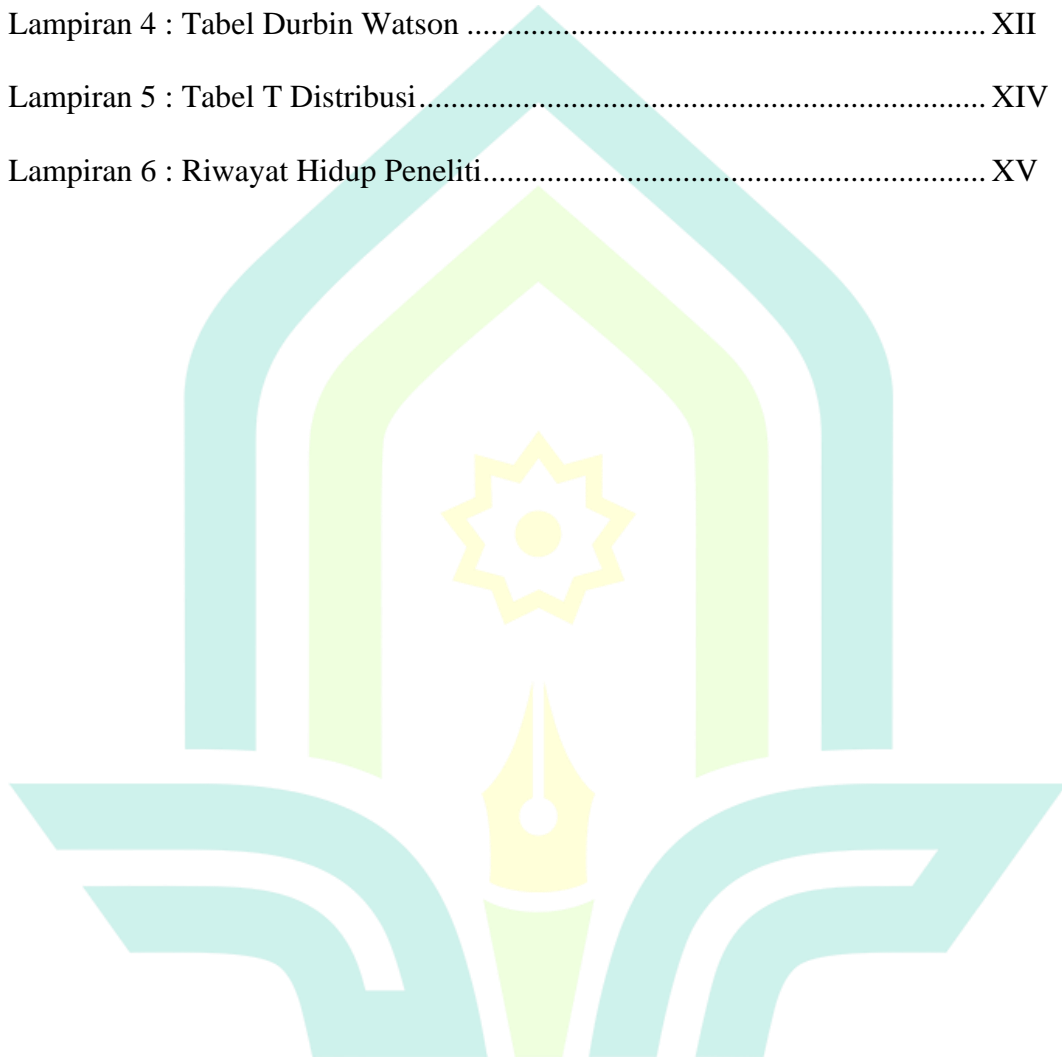 Lampiran 4 : Tabel Durbin Watson ................................................................. XII
Lampiran 5 : Tabel T Distribusi....................................................................... XIV
Lampiran 6 : Riwayat Hidup Peneliti............................................................... XV